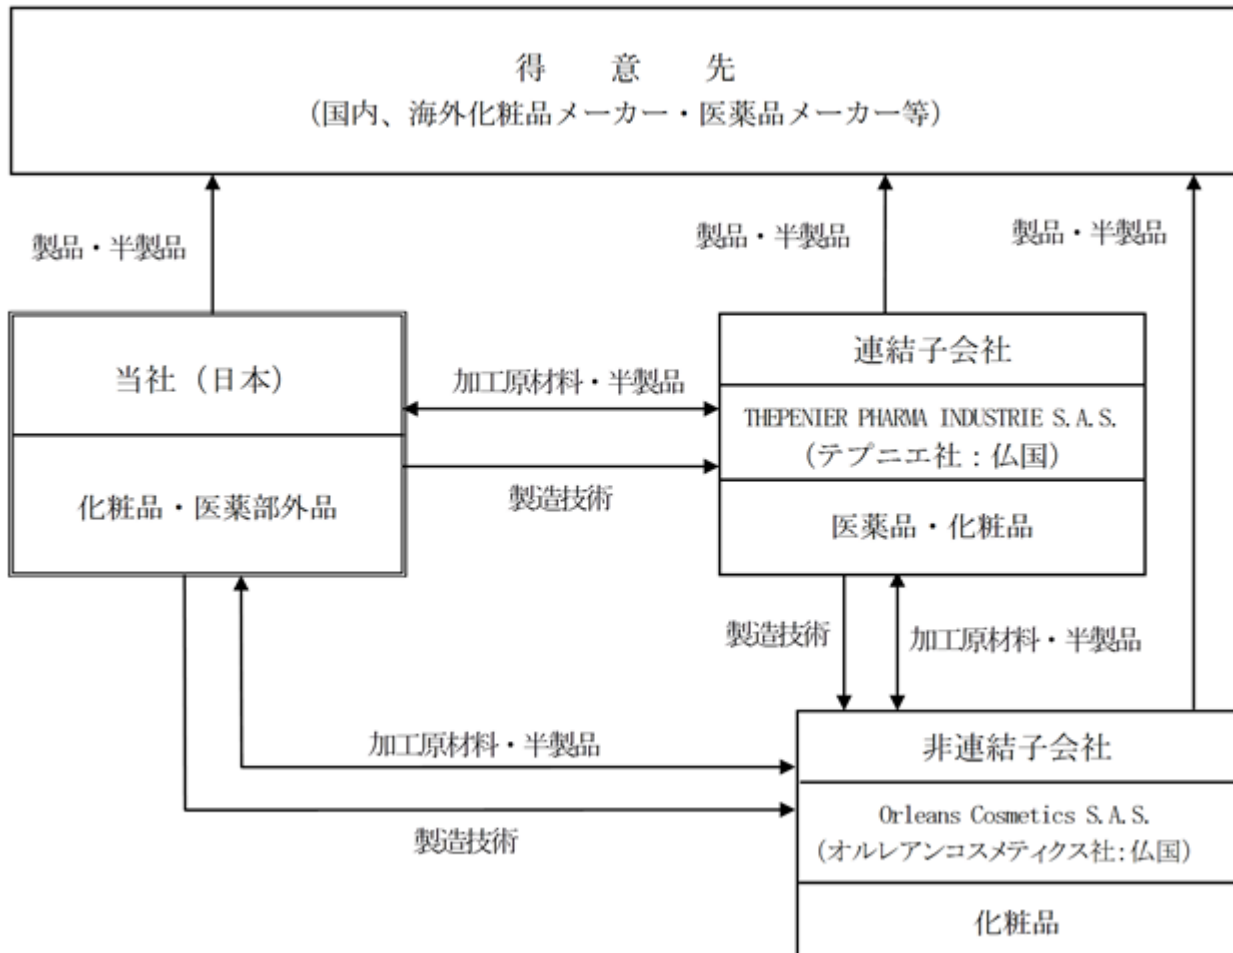 得 意 先
（国内、海外化粧品メーカー・医薬品メーカー等）
製品・半製品
製品・半製品
製品・半製品
当社（日本）
化粧品・医薬部外品
加工原材料・半製品
製造技術
連結子会社
THEPENIER PHARMA INDUSTRIE S.A.S.
（テプニエ社：仏国）
医薬品・化粧品
製造技術
加工原材料・半製品
加工原材料・半製品
製造技術
非連結子会社
Orleans Cosmetics S.A.S.
（オルレアンコスメティクス社：仏国）
化粧品